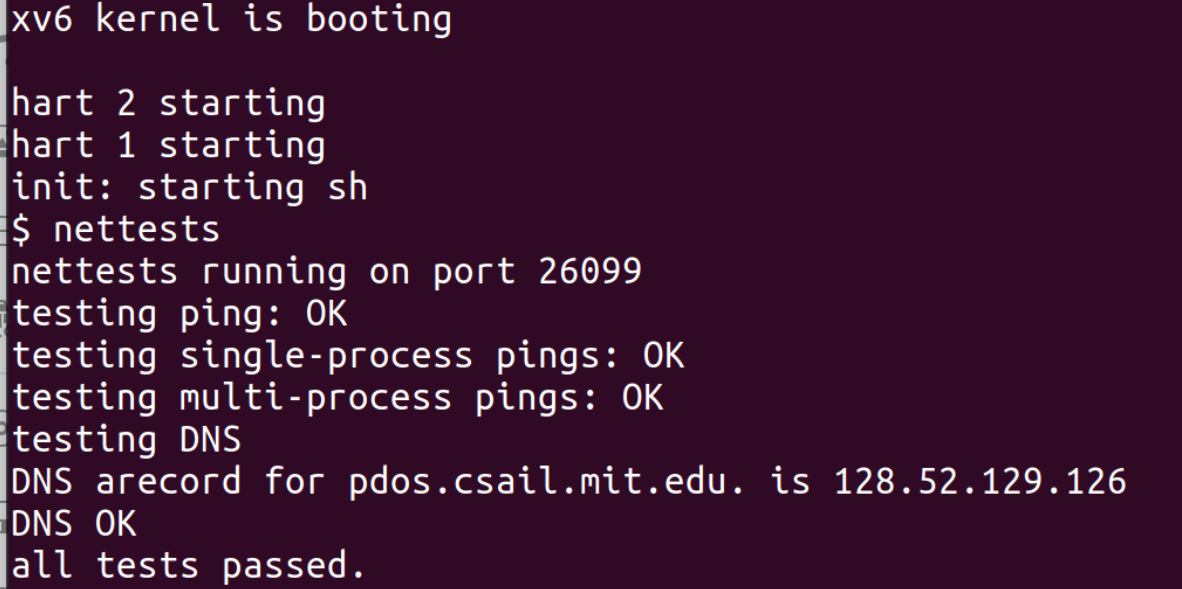 xv6 kernel is booting
hart 2 starting
hart 1 starting
init: starting sh
$ nettests
nettests running on port 26099
testing ping: OK
testing single-process pings: OK
testing multi-process pings: OK
testing DNS
DNS arecord for pdos.csail.mit.edu. is 128.52.129.126
DNS OK
all tests passed.